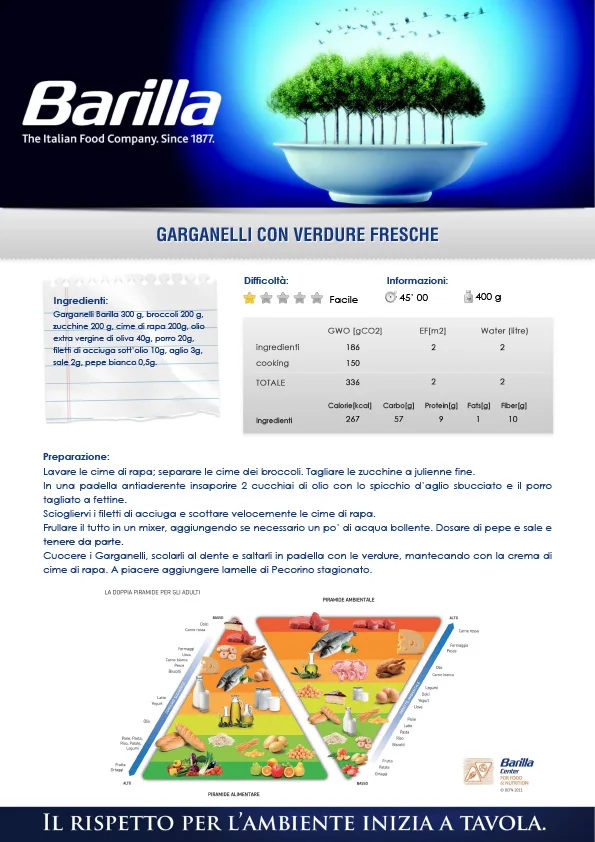 Barilla
The Italian Food Company. Since 1877.
GARGANELLI CON VERDURE FRESCHE
Ingredienti:
Garganelli Barilla 300 g, broccoli 200 g,
zucchine 200 g, cime di rapa 200g, olio
extra vergine di oliva 40g, porro 20g,
filetti di acciuga sott'olio 10g, aglio 3g,
sale 2g, pepe bianco 0,5g.
Difficoltà:
Facile
Informazioni:
45' 00
400 g
GWO [gCO2] EF[m2] Water (litre)
ingredienti 186 2 2
cooking 150
TOTALE 336 2 2
Calorie[kcal] Carbo[g] Protein[g] Fats[g] Fiber[g]
ingredienti 267 57 9 1 10
Preparazione:
Lavare le cime di rapa; separare le cime dei broccoli. Tagliare le zucchine a julienne fine.
In una padella antiaderente insaporire 2 cucchiai di olio con lo spicchio d'aglio sbucciato e il porro
tagliato a fettine.
Sciogliervi i filetti di acciuga e scottare velocemente le cime di rapa.
Frullare il tutto in un mixer, aggiungendo se necessario un po' di acqua bollente. Dosare di pepe e sale e
tenere da parte.
Cuocere i Garganelli, scolarli al dente e saltarli in padella con le verdure, mantecando con la crema di
cime di rapa. A piacere aggiungere lamelle di Pecorino stagionato.
LA DOPPIA PIRAMIDE PER GLI ADULTI
PIRAMIDE AMBIENTALE
BASSO
Dolci
Carne rossa
Formaggi
Uova
Carne bianca
Pesce
Biscotti
Latte
Yogurt
Olio
Pane, Pasta,
Riso, Patate,
Legumi
Frutta
Ortaggi
ALTO
PIRAMIDE ALIMENTARE
ALTO
Carne rossa
Formaggio
Pesce
Olio
Carne bianca
Legumi
Dolci
Yogurt
Uova
Pane
Latte
Pasta
Riso
Biscotti
Frutta
Patate
Ortaggi
BASSO
Barilla
Center
FOR FOOD
& NUTRITION
© BCFN 2011
IL RISPETTO PER L'AMBIENTE INIZIA A TAVOLA.